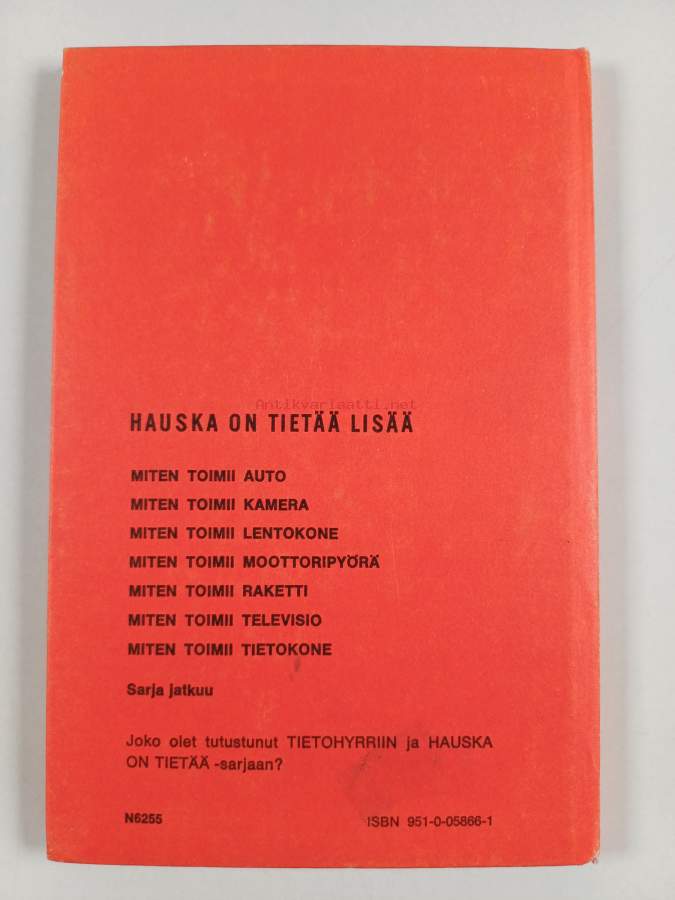 Antikvariaatti.net
HAUSKA ON TIETÄÄ LISÄÄ
MITEN TOIMII AUTO
MITEN TOIMII KAMERA
MITEN TOIMII LENTOKONE
MITEN TOIMII MOOTTORIPYÖRÄ
MITEN TOIMII RAKETTI
MITEN TOIMII TELEVISIO
MITEN TOIMII TIETOKONE
Sarja jatkuu
Joko olet tutustunut TIETOHYRRIIN ja HAUSKA
ON TIETÄÄ -sarjaan?
N6255 ISBN 951-0-05866-1